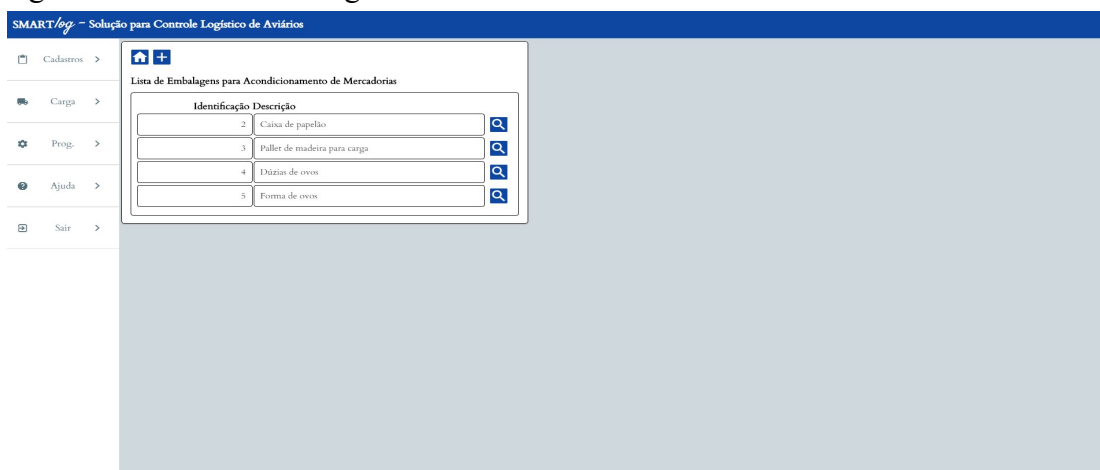 SMARTlog - Solução para Controle Logístico de Aviários
Cadastros >
Carga >
Prog. >
Ajuda >
Sair >
Lista de Embalagens para Acondicionamento de Mercadorias
Identificação Descrição
2 Caixa de papelão
3 Pallet de madeira para carga
4 Dúzias de ovos
5 Forma de ovos